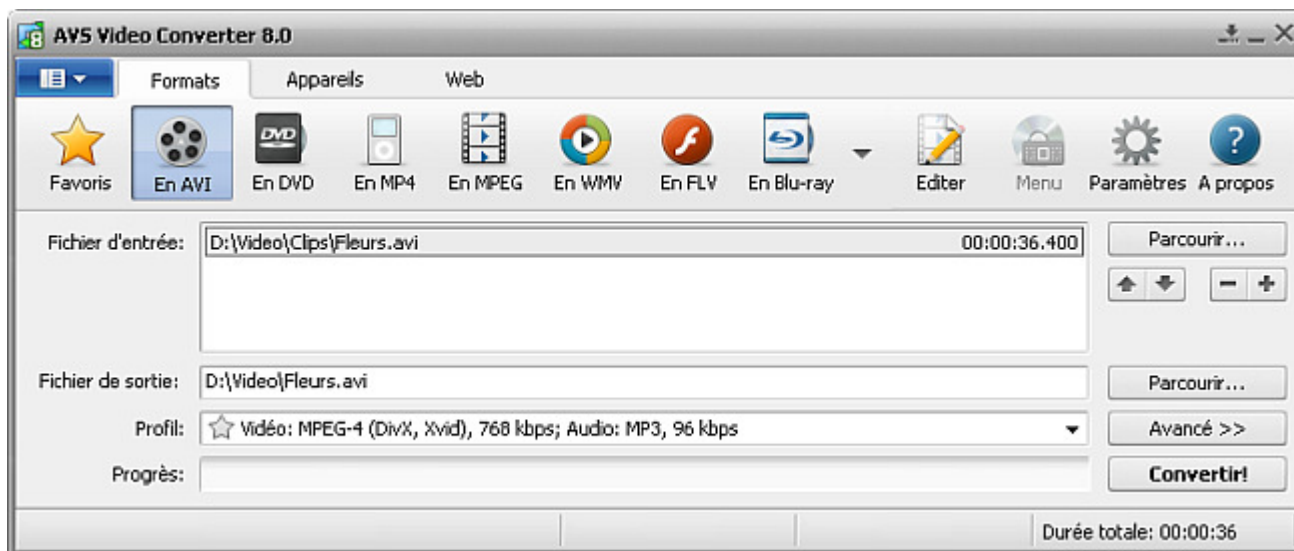 AVS Video Converter 8.0
Formats Appareils Web
Favoris En AVI En DVD En MP4 En MPEG En WMV En FLV En Blu-ray Editer Menu Paramètres A propos
Fichier d'entrée: D:\Video\Clips\Fleurs.avi 00:00:36.400 Parcourir...
Fichier de sortie: D:\Video\Fleurs.avi Parcourir...
Profil: Vidéo: MPEG-4 (DivX, Xvid), 768 kbps; Audio: MP3, 96 kbps Avancé >>
Progrès: Convertir!
Durée totale: 00:00:36